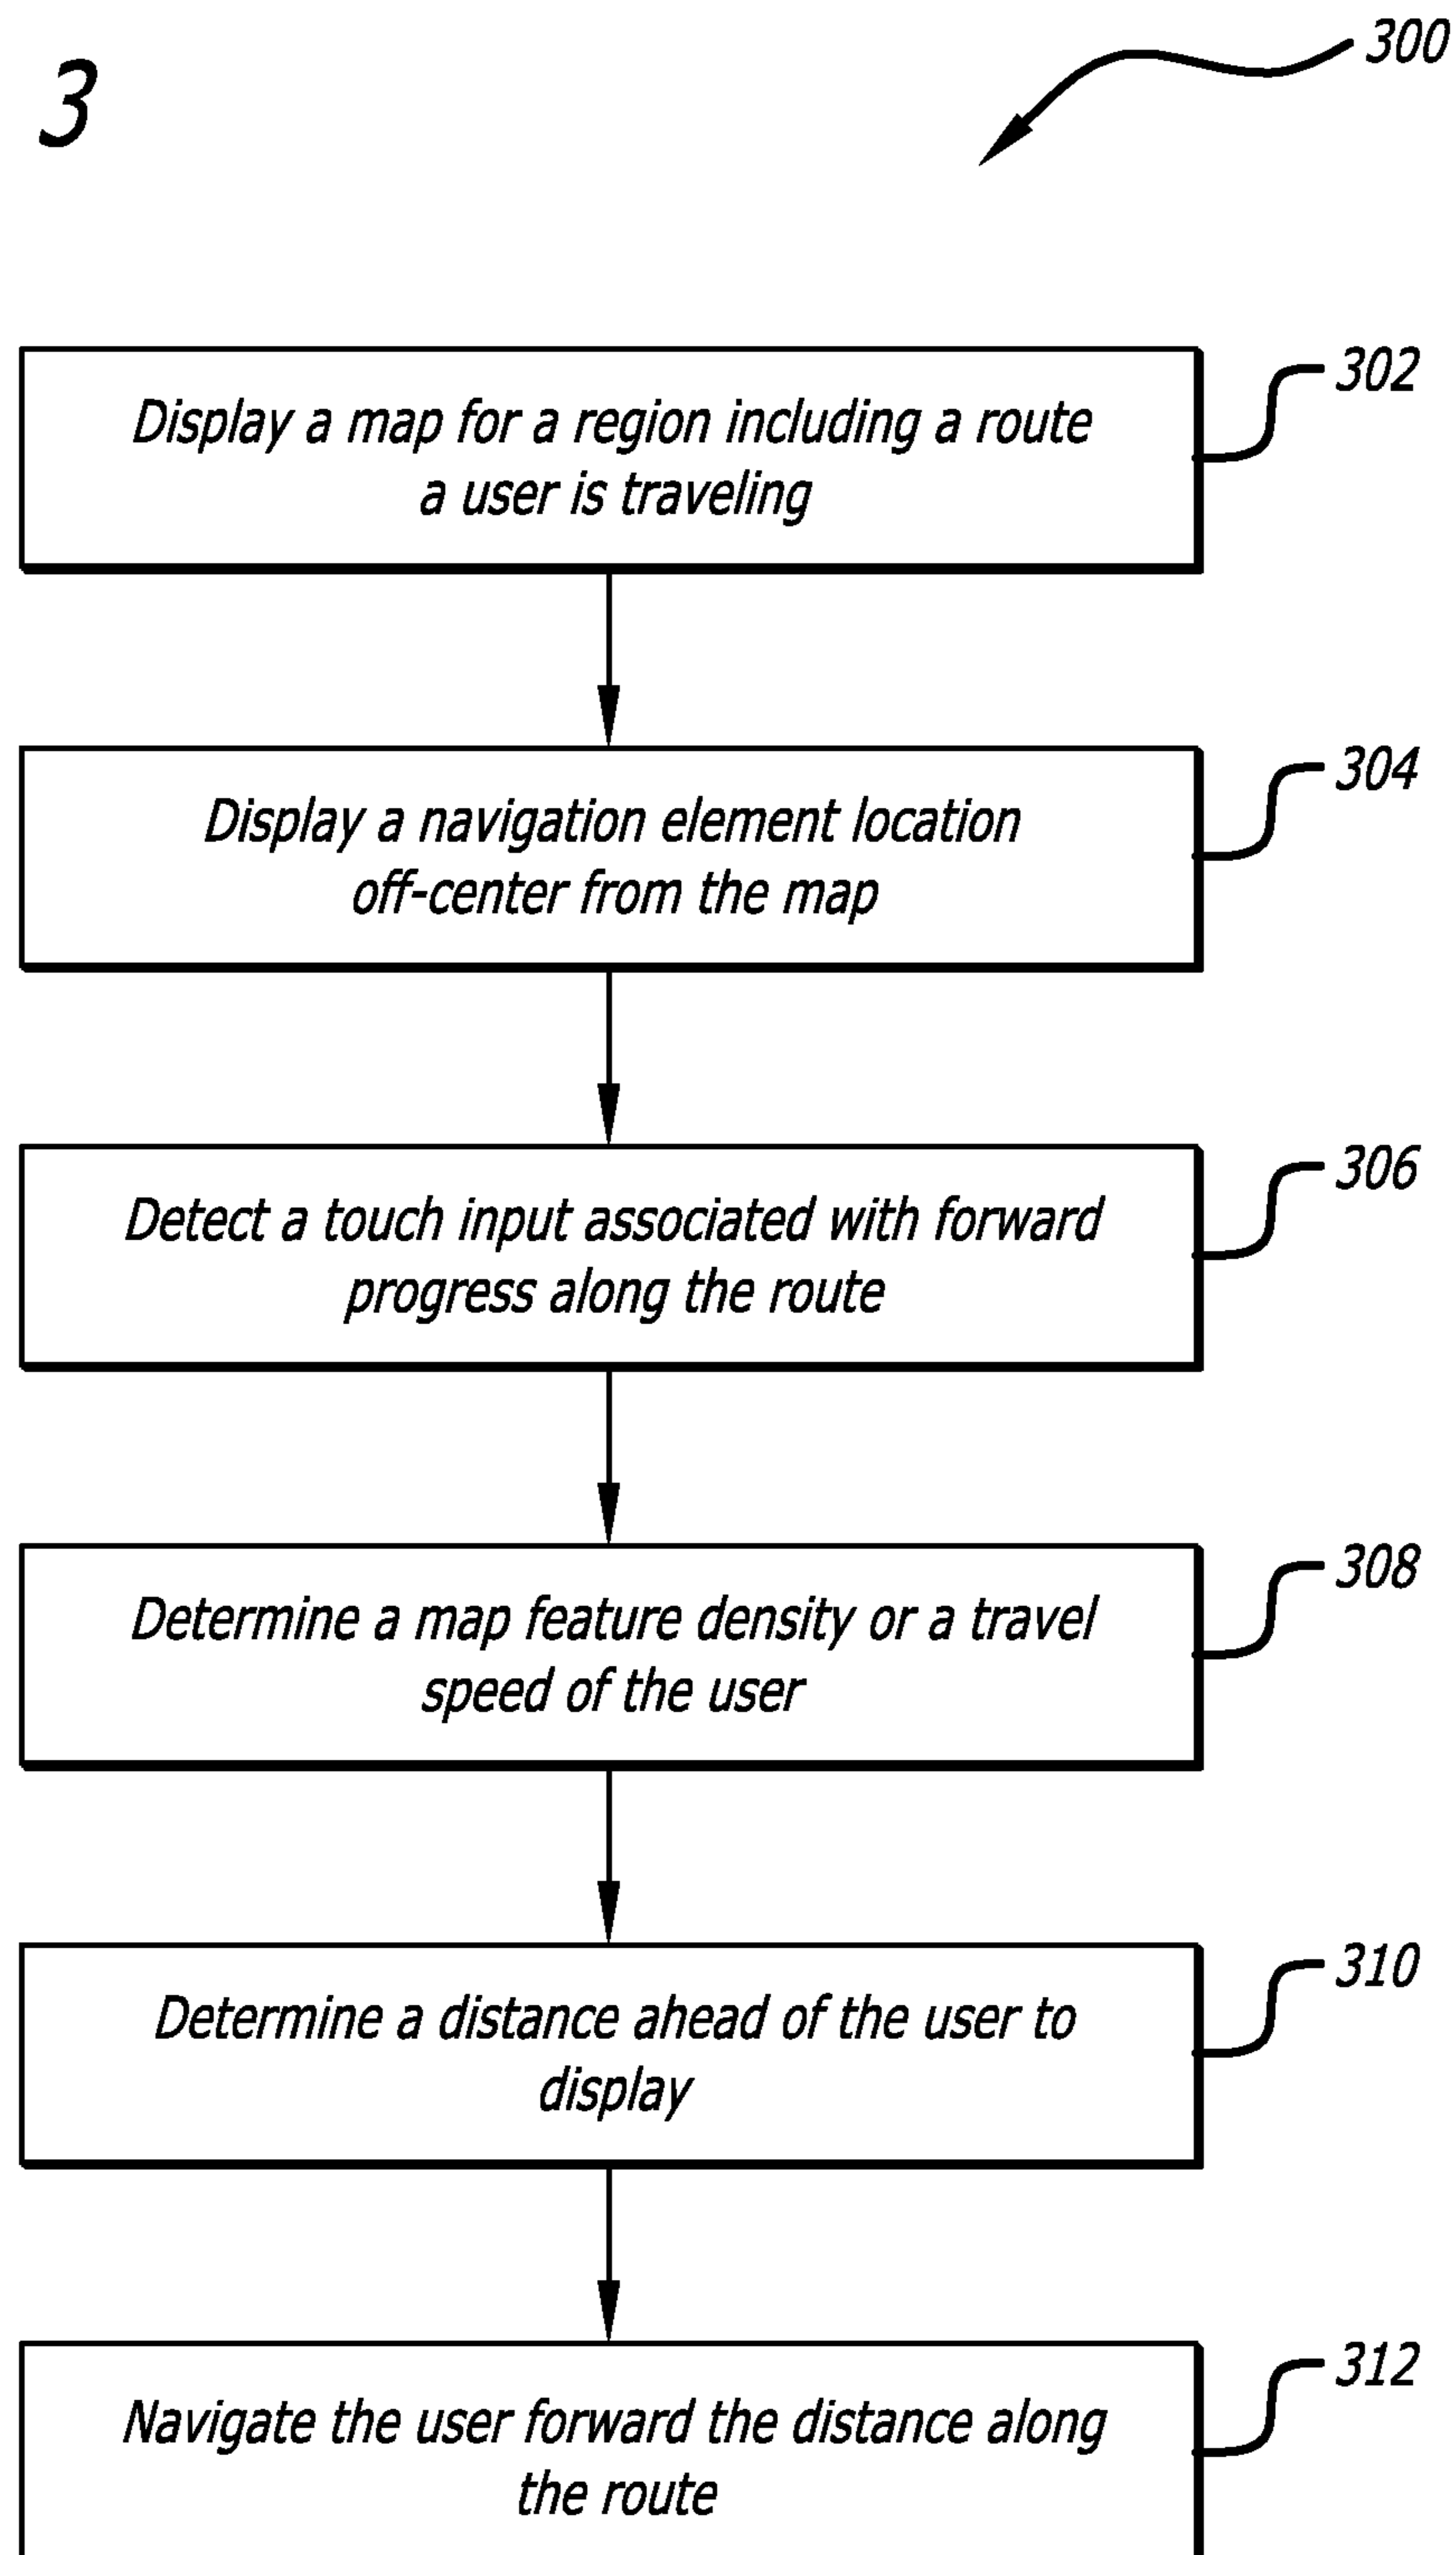 3
300
302
Display a map for a region including a route
a user is traveling
304
Display a navigation element location
off-center from the map
306
Detect a touch input associated with forward
progress along the route
308
Determine a map feature density or a travel
speed of the user
310
Determine a distance ahead of the user to
display
312
Navigate the user forward the distance along
the route